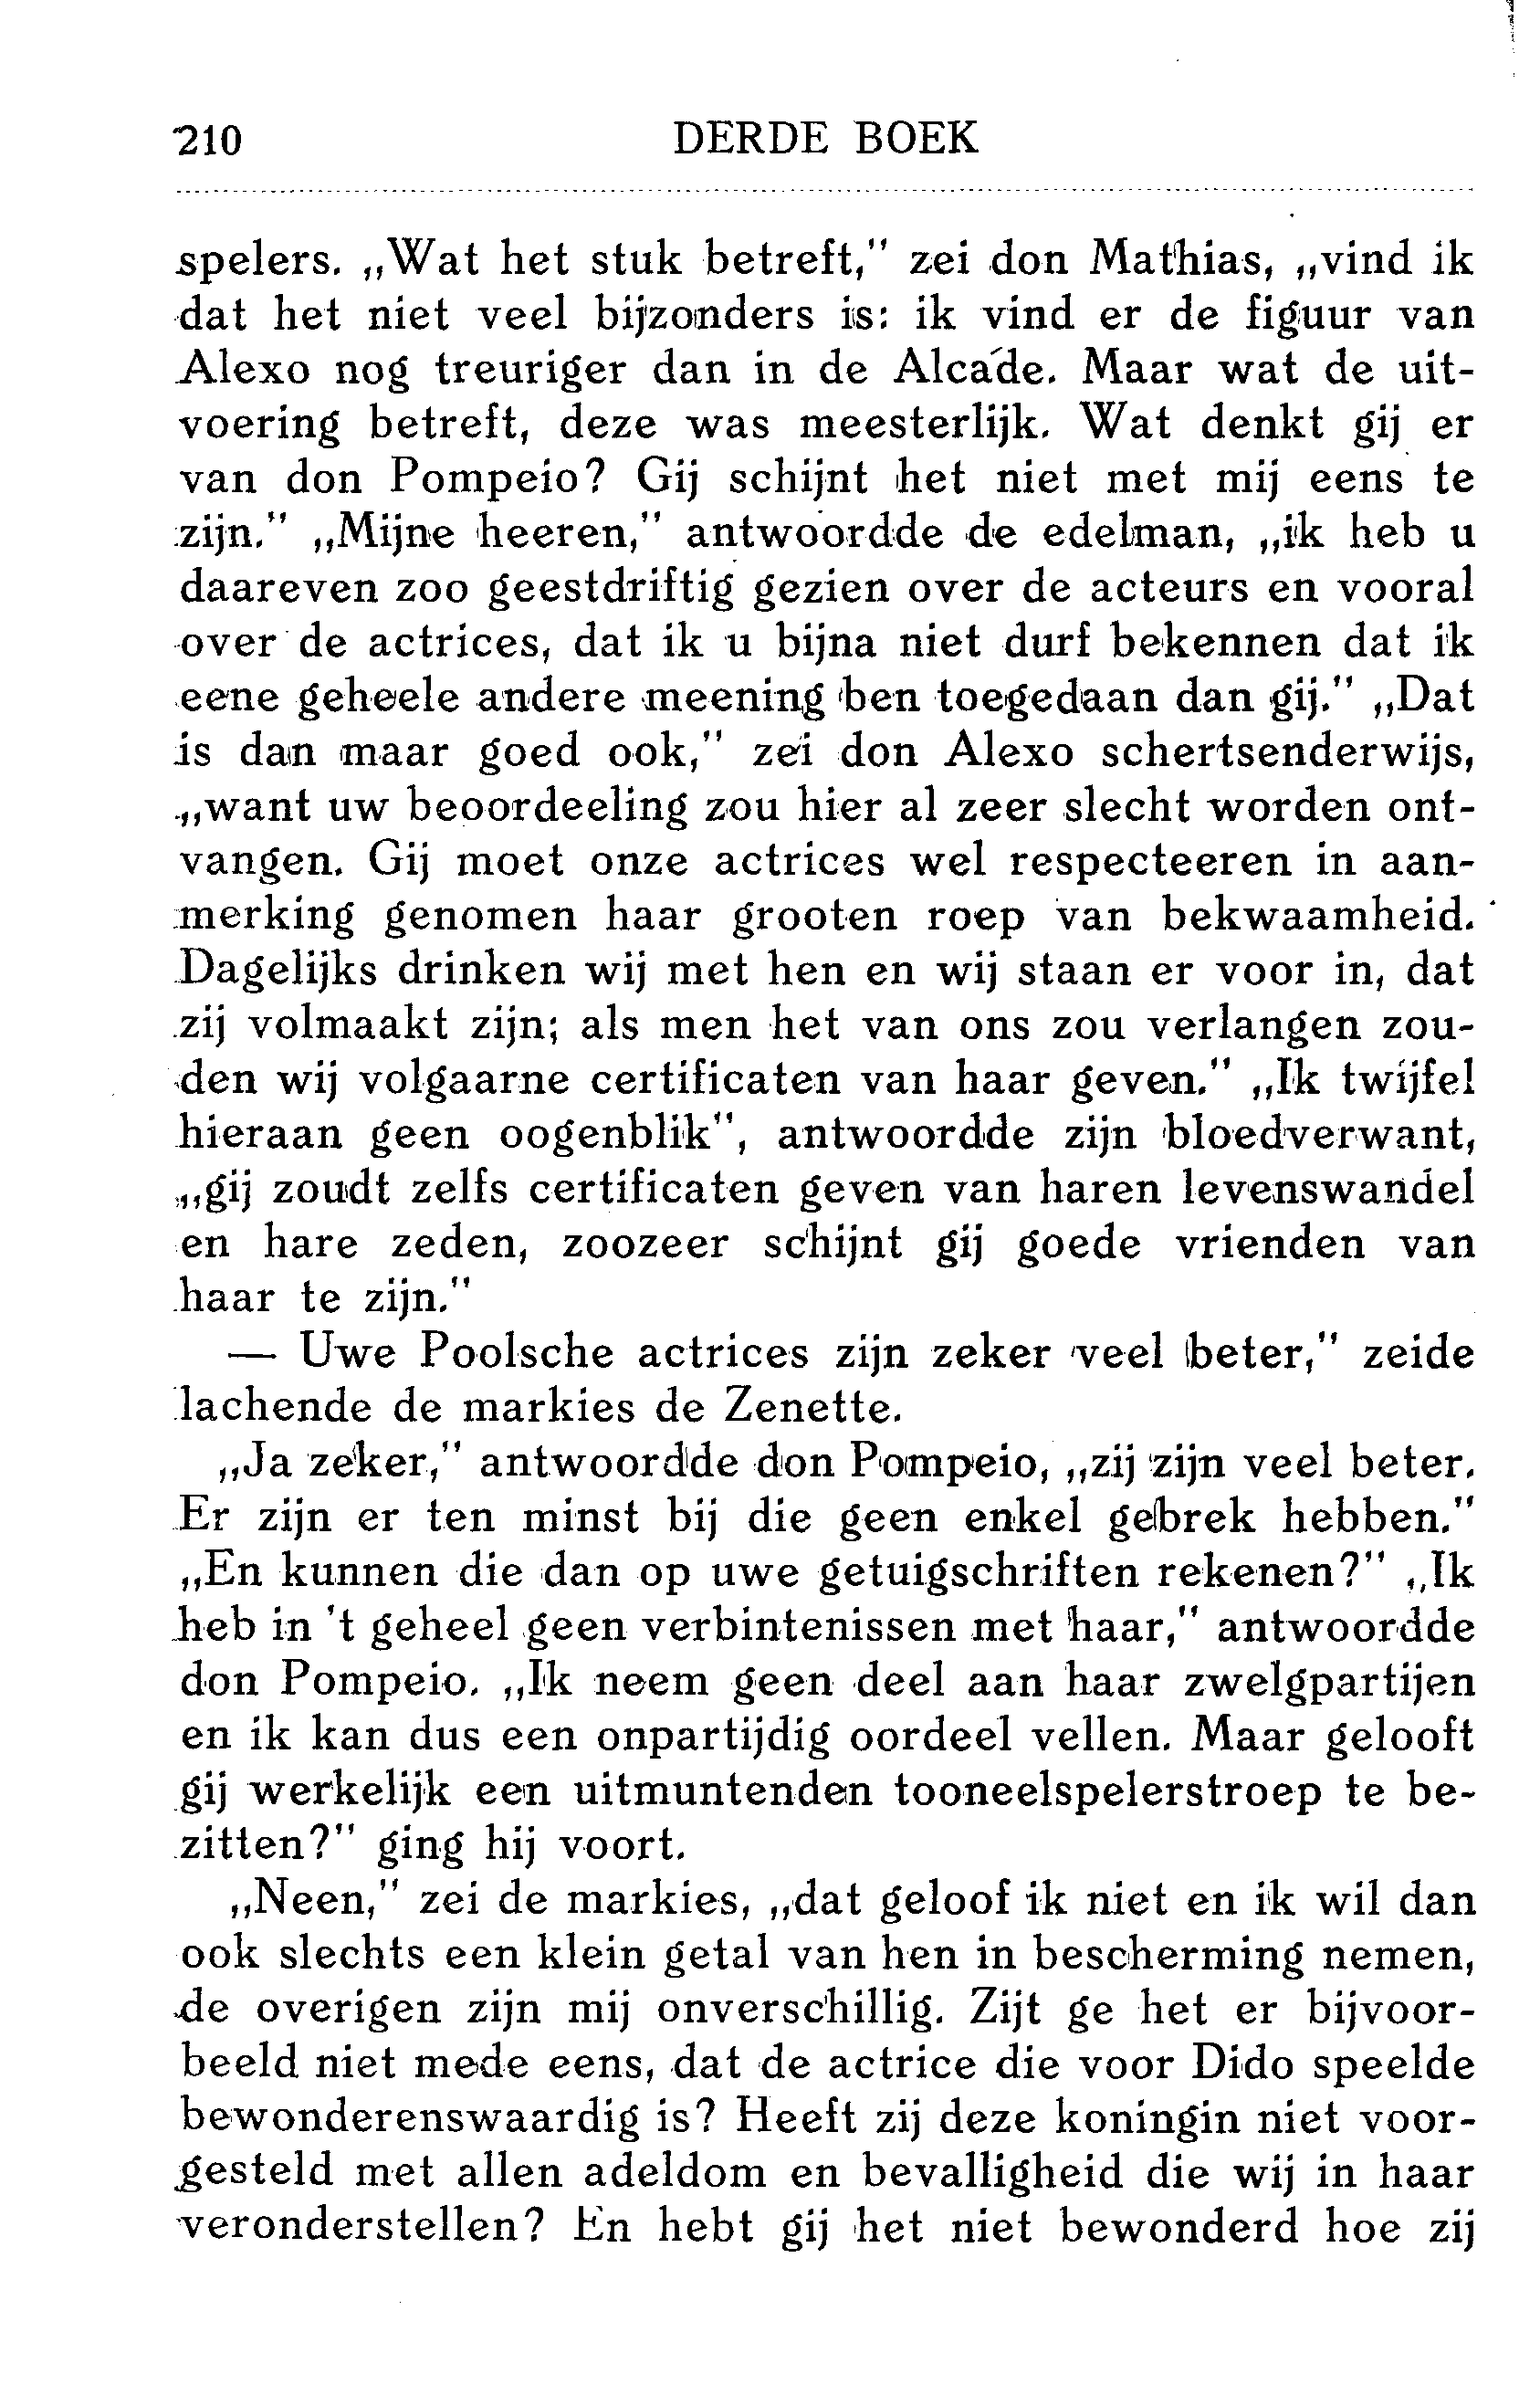 210 DERDE BOEK
spelers. „Wat het stuk betreft,” zei don Mathias, „vind ik
dat het niet veel bijzonders is: ik vind er de figuur van
Alexo nog treuriger dan in de Alcade. Maar wat de uit-
voering betreft, deze was meesterlijk. Wat denkt gij er
van don Pompeio? Gij schijnt het niet met mij eens te
zijn.” „Mijne heeren,” antwoordde de edelman, „ik heb u
daareven zoo geestdriftig gezien over de acteurs en vooral
over de actrices, dat ik u bijna niet durf bekennen dat ik
eene geheele andere meening ben toegedaan dan gij.” „Dat
is dan maar goed ook,” zei don Alexo schertsenderwijs,
„want uw beoordeeling zou hier al zeer slecht worden ont-
vangen. Gij moet onze actrices wel respecteeren in aan-
merking genomen haar grooten roep van bekwaamheid.
Dagelijks drinken wij met hen en wij staan er voor in, dat
zij volmaakt zijn; als men het van ons zou verlangen zou-
den wij volgaarne certificaten van haar geven.” „Ik twijfel
hieraan geen oogenblik”, antwoordde zijn bloedverwant,
„gij zoudt zelfs certificaten geven van haren levenswandel
en hare zeden, zoozeer schijnt gij goede vrienden van
haar te zijn.”
— Uwe Poolsche actrices zijn zeker veel beter,” zeide
lachende de markies de Zenette.
„Ja zeker,” antwoordde don Pompeio, „zij zijn veel beter.
Er zijn er ten minst bij die geen enkel gebrek hebben.”
„En kunnen die dan op uwe getuigschriften rekenen?” „Ik
heb in 't geheel geen verbintenissen met haar,” antwoordde
don Pompeio. „Ik neem geen deel aan haar zwelgpartijen
en ik kan dus een onpartijdig oordeel vellen. Maar gelooft
gij werkelijk een uitmuntenden tooneelspelerstroep te be-
zitten?” ging hij voort.
„Neen,” zei de markies, „dat geloof ik niet en ik wil dan
ook slechts een klein getal van hen in bescherming nemen,
de overigen zijn mij onverschillig. Zijt ge het er bijvoor-
beeld niet mede eens, dat de actrice die voor Dido speelde
bewonderenswaardig is? Heeft zij deze koningin niet voor-
gesteld met allen adeldom en bevalligheid die wij in haar
veronderstellen? En hebt gij het niet bewonderd hoe zij